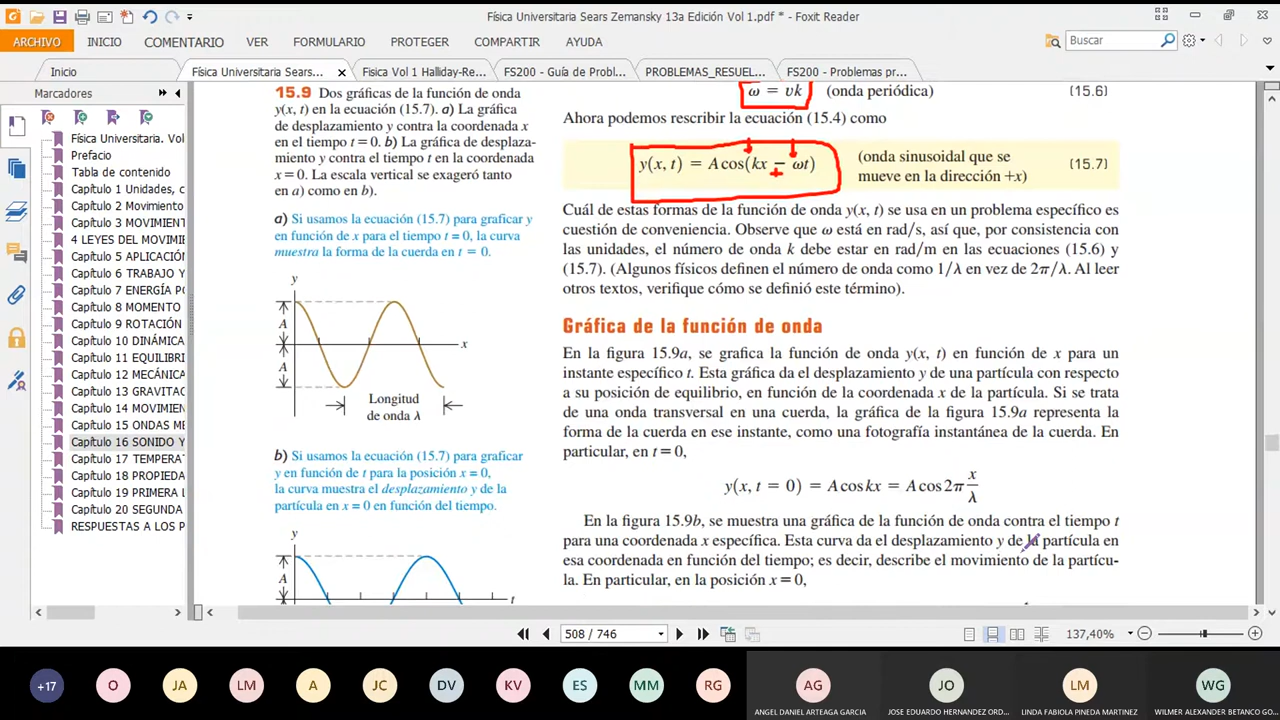 Física Universitaria Sears Zemansky 13a Edición Vol 1.pdf * - Foxit Reader
ARCHIVO INICIO COMENTARIO VER FORMULARIO PROTEGER COMPARTIR AYUDA Buscar
Inicio Física Universitaria Sears... Fisica Vol 1 Halliday-Re... FS200 - Guía de Probl... PROBLEMAS_RESUEL... FS200 - Problemas pr...
Marcadores
Física Universitaria. Vol
Prefacio
Tabla de contenido
Capítulo 1 Unidades, c
Capítulo 2 Movimiento
Capítulo 3 MOVIMIENT
4 LEYES DEL MOVIMIE
Capítulo 5 APLICACIÓN
Capítulo 6 TRABAJO Y
Capítulo 7 ENERGÍA PO
Capítulo 8 MOMENTO
Capítulo 9 ROTACIÓN
Capítulo 10 DINÁMICA
Capítulo 11 EQUILIBRI
Capítulo 12 MECÁNICA
Capítulo 13 GRAVITAC
Capítulo 14 MOVIMIEN
Capítulo 15 ONDAS ME
Capítulo 16 SONIDO Y
Capítulo 17 TEMPERAT
Capítulo 18 PROPIEDA
Capítulo 19 PRIMERA L
Capítulo 20 SEGUNDA
RESPUESTAS A LOS P
15.9 Dos gráficas de la función de onda
y(x, t) en la ecuación (15.7). a) La gráfica
de desplazamiento y contra la coordenada x
en el tiempo t = 0. b) La gráfica de desplaza-
miento y contra el tiempo t en la coordenada
x = 0. La escala vertical se exageró tanto
en a) como en b).
a) Si usamos la ecuación (15.7) para graficar y
en función de x para el tiempo t = 0, la curva
muestra la forma de la cuerda en t = 0.
y
A
x
A
Longitud
de onda λ
b) Si usamos la ecuación (15.7) para graficar
y en función de t para la posición x = 0,
la curva muestra el desplazamiento y de la
partícula en x = 0 en función del tiempo.
y
A
t
ω = vk (onda periódica) (15.6)
Ahora podemos rescribir la ecuación (15.4) como
y(x, t) = A cos(kx − ωt) (onda sinusoidal que se
mueve en la dirección +x) (15.7)
+
Cuál de estas formas de la función de onda y(x, t) se usa en un problema específico es
cuestión de conveniencia. Observe que ω está en rad/s, así que, por consistencia con
las unidades, el número de onda k debe estar en rad/m en las ecuaciones (15.6) y
(15.7). (Algunos físicos definen el número de onda como 1/λ en vez de 2π/λ. Al leer
otros textos, verifique cómo se definió este término).
Gráfica de la función de onda
En la figura 15.9a, se grafica la función de onda y(x, t) en función de x para un
instante específico t. Esta gráfica da el desplazamiento y de una partícula con respecto
a su posición de equilibrio, en función de la coordenada x de la partícula. Si se trata
de una onda transversal en una cuerda, la gráfica de la figura 15.9a representa la
forma de la cuerda en ese instante, como una fotografía instantánea de la cuerda. En
particular, en t = 0,
y(x, t = 0) = A cos kx = A cos 2π x/λ
En la figura 15.9b, se muestra una gráfica de la función de onda contra el tiempo t
para una coordenada x específica. Esta curva da el desplazamiento y de la partícula en
esa coordenada en función del tiempo; es decir, describe el movimiento de la partícu-
la. En particular, en la posición x = 0,
508 / 746 137,40%
+17 O JA LM A JC DV KV ES MM RG AG JO LM WG
ANGEL DANIEL ARTEAGA GARCIA JOSE EDUARDO HERNANDEZ ORD... LINDA FABIOLA PINEDA MARTINEZ WILMER ALEXANDER BETANCO GO...